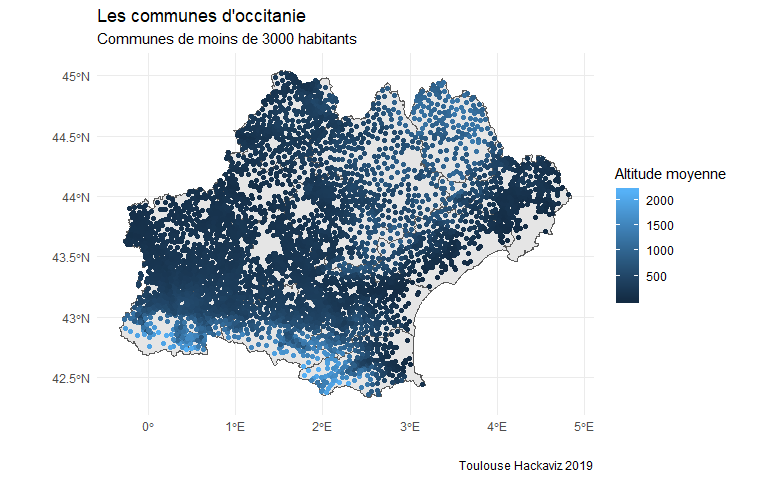 Les communes d'occitanie
Communes de moins de 3000 habitants
45°N
44.5°N
44°N
43.5°N
43°N
42.5°N
0°
1°E
2°E
3°E
4°E
5°E
Altitude moyenne
2000
1500
1000
500
Toulouse Hackaviz 2019